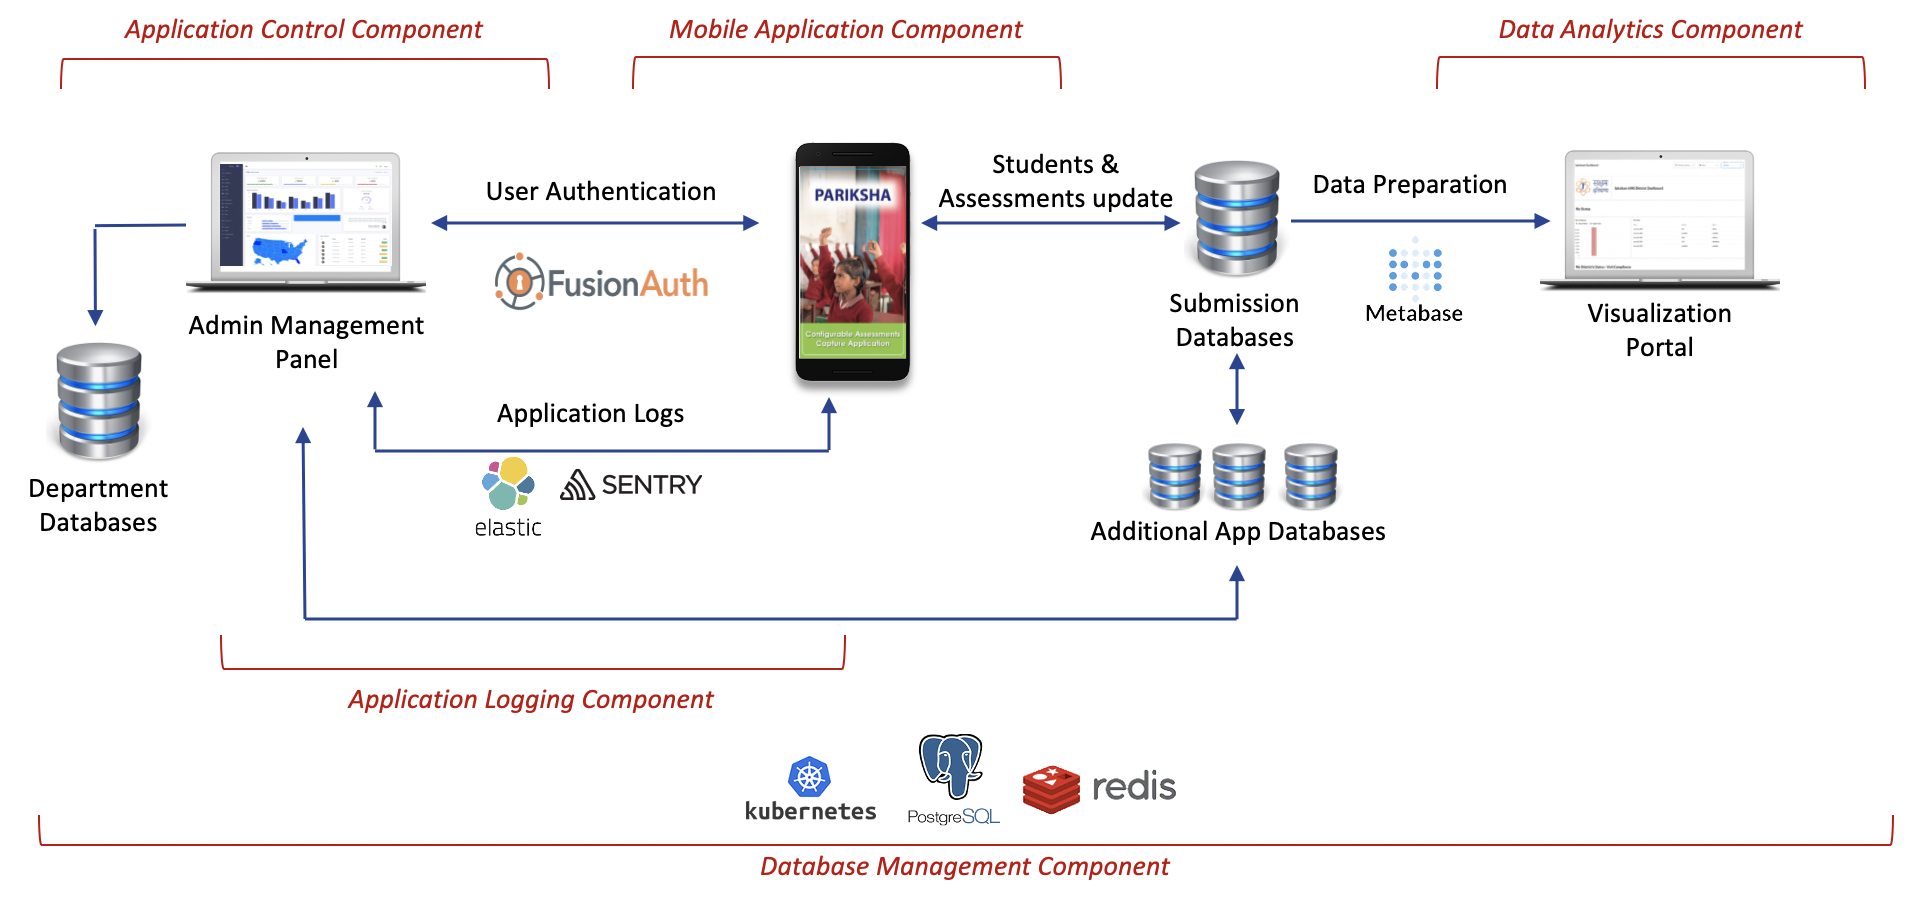 Application Control Component
Mobile Application Component
Data Analytics Component
User Authentication
FusionAuth
PARIKSHA
Configurable Assessments
Capture Application
Students &
Assessments update
Data Preparation
Metabase
Admin Management
Panel
Submission
Databases
Visualization
Portal
Application Logs
elastic
SENTRY
Department
Databases
Additional App Databases
Application Logging Component
kubernetes
PostgreSQL
redis
Database Management Component